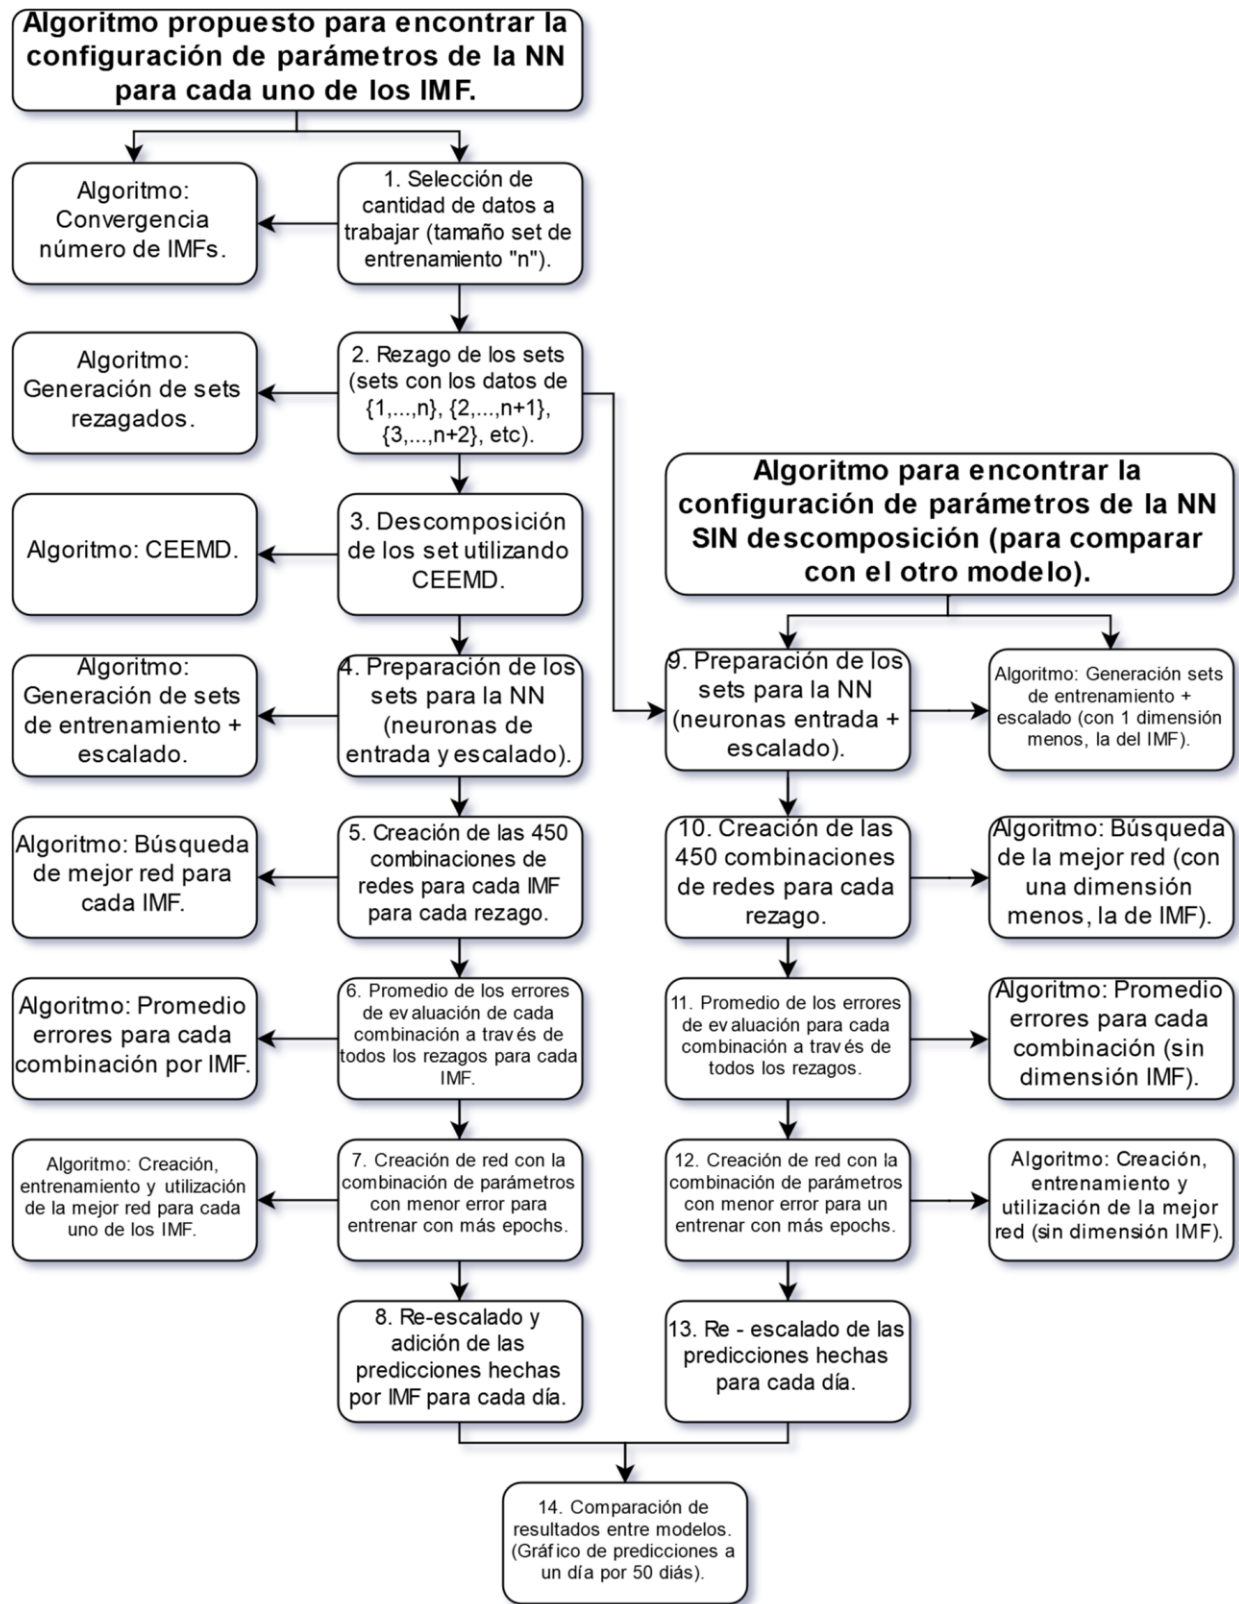 Algoritmo propuesto para encontrar la
configuración de parámetros de la NN
para cada uno de los IMF.
Algoritmo:
Convergencia
número de IMFs.
1. Selección de
cantidad de datos a
trabajar (tamaño set de
entrenamiento "n").
Algoritmo:
Generación de sets
rezagados.
2. Rezago de los sets
(sets con los datos de
{1,...,n}, {2,...,n+1},
{3,...,n+2}, etc).
Algoritmo: CEEMD.
3. Descomposición
de los set utilizando
CEEMD.
Algoritmo para encontrar la
configuración de parámetros de la NN
SIN descomposición (para comparar
con el otro modelo).
Algoritmo:
Generación de sets
de entrenamiento +
escalado.
4. Preparación de los
sets para la NN
(neuronas de
entrada y escalado).
9. Preparación de los
sets para la NN
(neuronas entrada +
escalado).
Algoritmo: Generación sets
de entrenamiento +
escalado (con 1 dimensión
menos, la del IMF).
Algoritmo: Búsqueda
de mejor red para
cada IMF.
5. Creación de las 450
combinaciones de
redes para cada IMF
para cada rezago.
10. Creación de las
450 combinaciones
de redes para cada
rezago.
Algoritmo: Búsqueda
de la mejor red (con
una dimensión
menos, la de IMF).
Algoritmo: Promedio
errores para cada
combinación por IMF.
6. Promedio de los errores
de evaluación de cada
combinación a través de
todos los rezagos para cada
IMF.
11. Promedio de los errores
de evaluación para cada
combinación a través de
todos los rezagos.
Algoritmo: Promedio
errores para cada
combinación (sin
dimensión IMF).
Algoritmo: Creación,
entrenamiento y utilización
de la mejor red para cada
uno de los IMF.
7. Creación de red con la
combinación de parámetros
con menor error para
entrenar con más epochs.
12. Creación de red con la
combinación de parámetros
con menor error para un
entrenar con más epochs.
Algoritmo: Creación,
entrenamiento y
utilización de la mejor
red (sin dimensión IMF).
8. Re-escalado y
adición de las
predicciones hechas
por IMF para cada día.
13. Re - escalado de las
predicciones hechas
para cada día.
14. Comparación de
resultados entre modelos.
(Gráfico de predicciones a
un día por 50 diás).